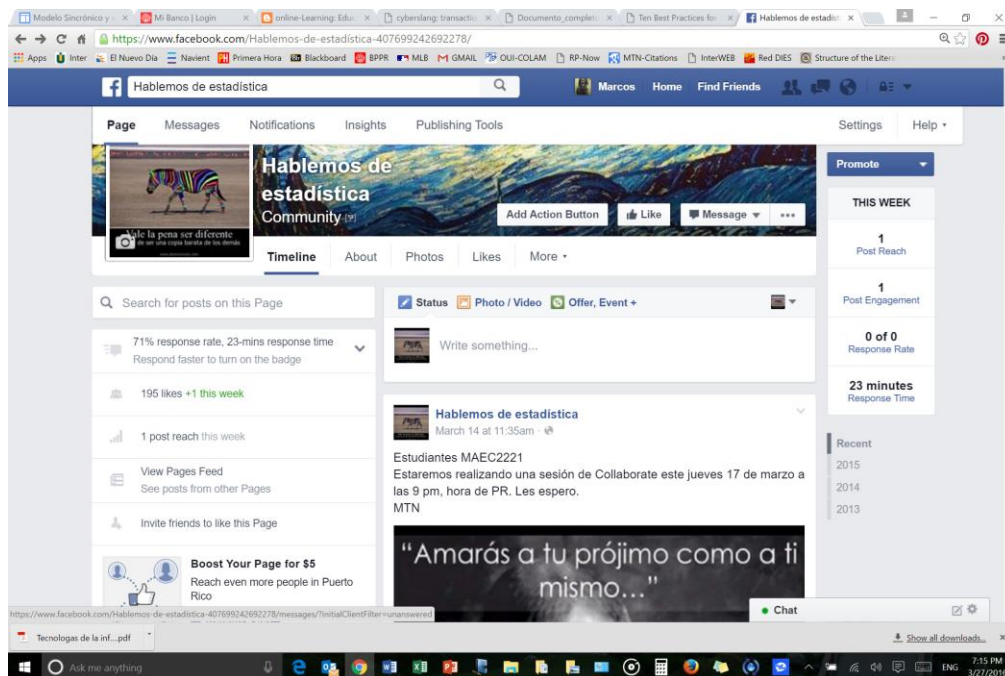 Modelo Sincrónico y
Mi Banco | Login
online-Learning: Educ
cyberslang: transactio
Documento_completo
Ten Best Practices for
Hablemos de estadíst
https://www.facebook.com/Hablemos-de-estadística-407699242692278/
Apps
Inter
El Nuevo Dia
Navient
Primera Hora
Blackboard
BPPR
MLB
GMAIL
OUI-COLAM
RP-Now
MTN-Citations
InterWEB
Red DIES
Structure of the Litera
Hablemos de estadística
Marcos
Home
Find Friends
Page
Messages
Notifications
Insights
Publishing Tools
Settings
Help
Hablemos de
estadística
Community
Vale la pena ser diferente
de ser una copia barata de los demás
Add Action Button
Like
Message
Timeline
About
Photos
Likes
More
Promote
THIS WEEK
1
Post Reach
1
Post Engagement
0 of 0
Response Rate
23 minutes
Response Time
Recent
2015
2014
2013
Search for posts on this Page
71% response rate, 23-mins response time
Respond faster to turn on the badge
195 likes +1 this week
1 post reach this week
View Pages Feed
See posts from other Pages
Invite friends to like this Page
Boost Your Page for $5
Reach even more people in Puerto
Rico
Status
Photo / Video
Offer, Event +
Write something...
Hablemos de estadística
March 14 at 11:35am
Estudiantes MAEC2221
Estaremos realizando una sesión de Collaborate este jueves 17 de marzo a
las 9 pm, hora de PR. Les espero.
MTN
“Amarás a tu prójimo como a ti
mismo...”
Chat
https://www.facebook.com/Hablemos-de-estadística-407699242692278/messages/?initialClientFilter=unanswered
Tecnologas de la inf....pdf
Show all downloads...
Ask me anything
ENG
7:15 PM